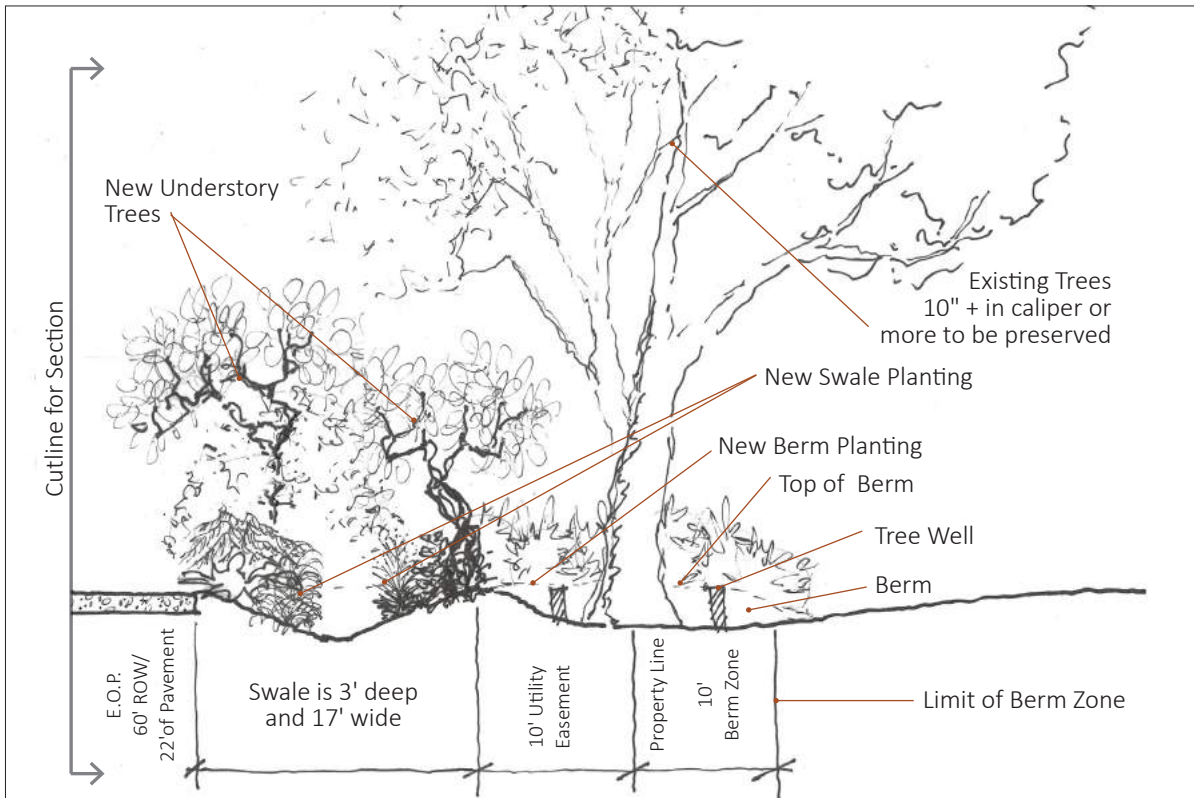 New Understory
Trees
Cutline for Section
Existing Trees
10" + in caliper or
more to be preserved
New Swale Planting
New Berm Planting
Top of Berm
Tree Well
Berm
E.O.P.
60' ROW/
22'of Pavement
Swale is 3' deep
and 17' wide
10' Utility
Easement
Property Line
10'
Berm Zone
Limit of Berm Zone